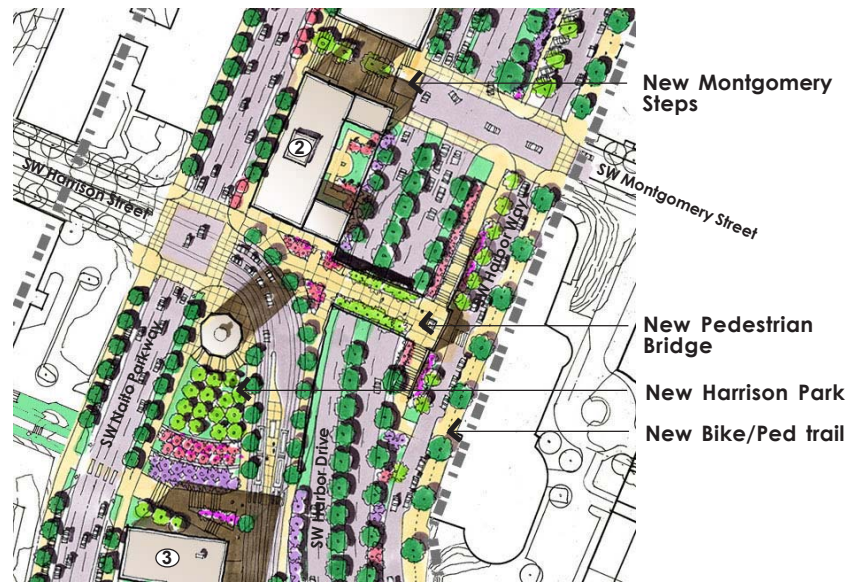 New Montgomery
Steps
2
SW Harrison Street
SW Montgomery Street
SW Harbor Way
New Pedestrian
Bridge
SW Naito Parkway
New Harrison Park
New Bike/Ped trail
SW Harbor Drive
3